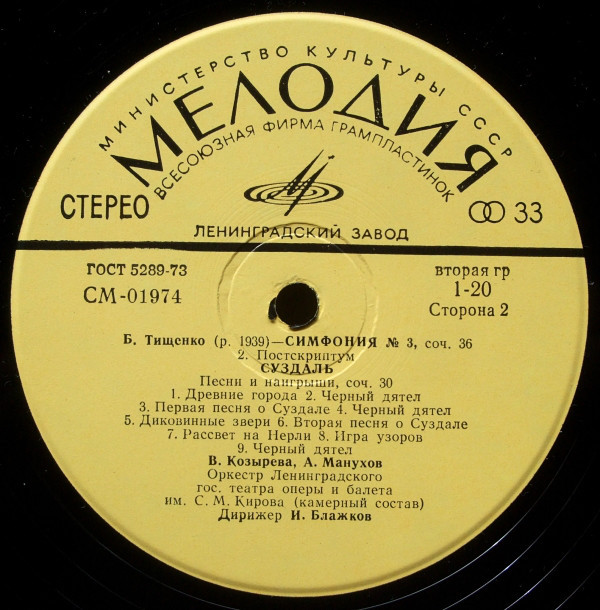 МИНИСТЕРСТВО КУЛЬТУРЫ СССР
МЕЛОДИЯ
ВСЕСОЮЗНАЯ ФИРМА ГРАМПЛАСТИНОК
СТЕРЕО
33
ЛЕНИНГРАДСКИЙ ЗАВОД
ГОСТ 5289-73
вторая гр
СМ-01974
1-20
Сторона 2
Б. Тищенко (р. 1939)—СИМФОНИЯ № 3, соч. 36
2. Постскриптум
СУЗДАЛЬ
Песни и наигрыши, соч. 30
1. Древние города 2. Черный дятел
3. Первая песня о Суздале 4. Черный дятел
5. Диковинные звери 6. Вторая песня о Суздале
7. Рассвет на Нерли 8. Игра узоров
9. Черный дятел
В. Козырева, А. Манухов
Оркестр Ленинградского
гос. театра оперы и балета
им. С. М. Кирова (камерный состав)
Дирижер И. Блажков